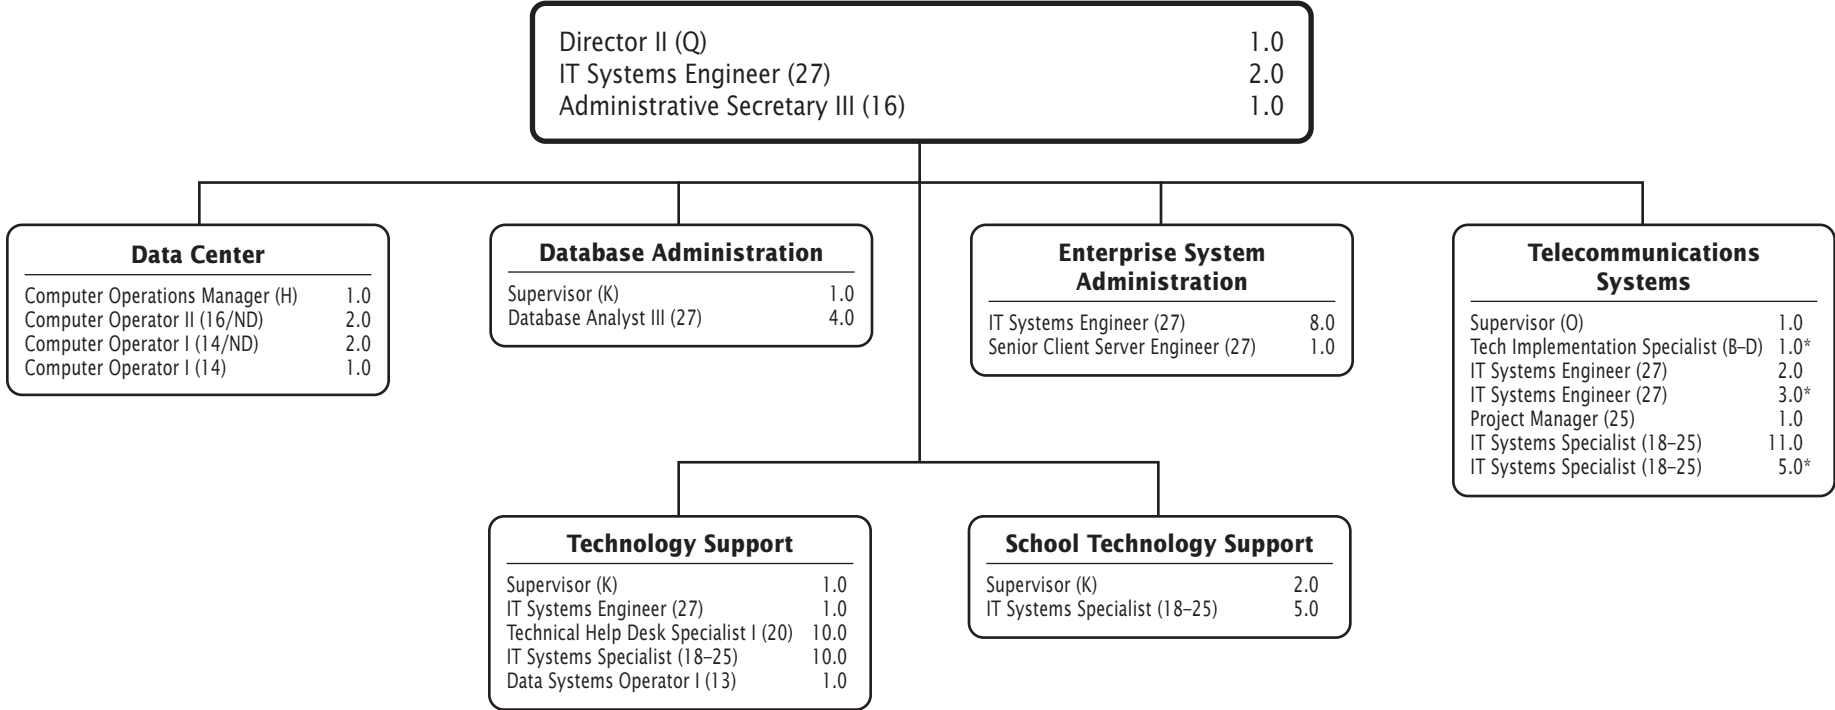 Director II (Q) 1.0
IT Systems Engineer (27) 2.0
Administrative Secretary III (16) 1.0
Data Center
Computer Operations Manager (H) 1.0
Computer Operator II (16/ND) 2.0
Computer Operator I (14/ND) 2.0
Computer Operator I (14) 1.0
Database Administration
Supervisor (K) 1.0
Database Analyst III (27) 4.0
Enterprise System
Administration
IT Systems Engineer (27) 8.0
Senior Client Server Engineer (27) 1.0
Telecommunications
Systems
Supervisor (O) 1.0
Tech Implementation Specialist (B–D) 1.0*
IT Systems Engineer (27) 2.0
IT Systems Engineer (27) 3.0*
Project Manager (25) 1.0
IT Systems Specialist (18–25) 11.0
IT Systems Specialist (18–25) 5.0*
Technology Support
Supervisor (K) 1.0
IT Systems Engineer (27) 1.0
Technical Help Desk Specialist I (20) 10.0
IT Systems Specialist (18–25) 10.0
Data Systems Operator I (13) 1.0
School Technology Support
Supervisor (K) 2.0
IT Systems Specialist (18–25) 5.0